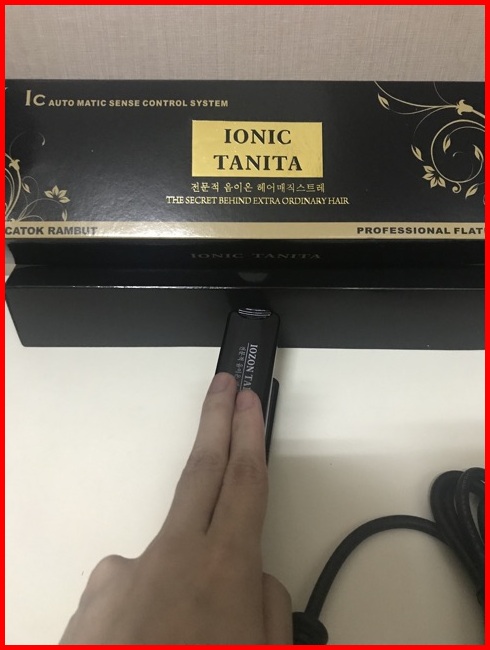 IC AUTO MATIC SENSE CONTROL SYSTEM
IONIC
TANITA
전문적 음이온 헤어매직스트레
THE SECRET BEHIND EXTRA ORDINARY HAIR
CATOK RAMBUT
PROFESSIONAL FLAT
IONIC TANITA
IOZON TA